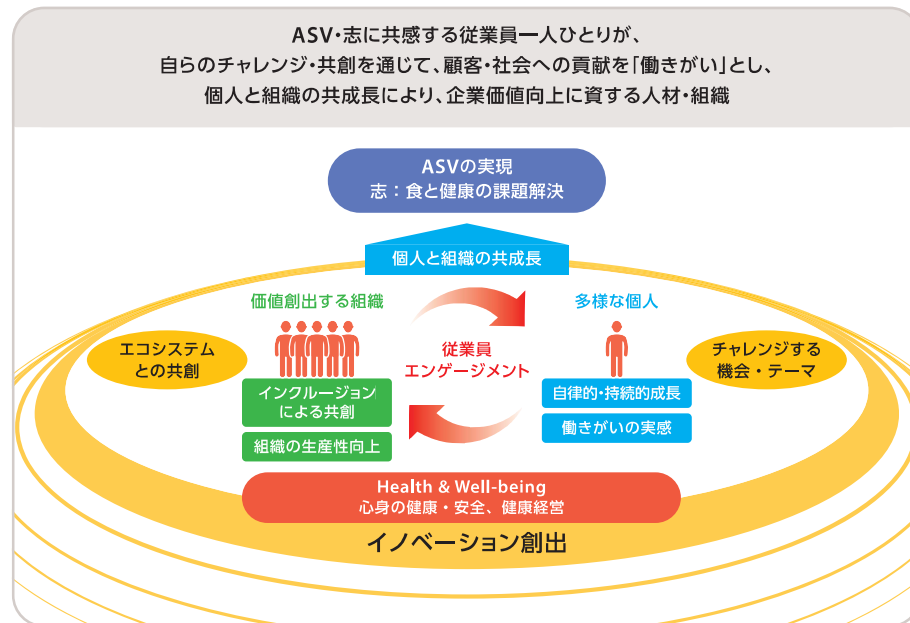 ASV・志に共感する従業員一人ひとりが、
自らのチャレンジ・共創を通じて、顧客・社会への貢献を「働きがい」とし、
個人と組織の共成長により、企業価値向上に資する人材・組織
ASVの実現
志：食と健康の課題解決
個人と組織の共成長
価値創出する組織
多様な個人
エコシステム
との共創
従業員
エンゲージメント
チャレンジする
機会・テーマ
インクルージョン
による共創
組織の生産性向上
自律的・持続的成長
働きがいの実感
Health & Well-being
心身の健康・安全、健康経営
イノベーション創出